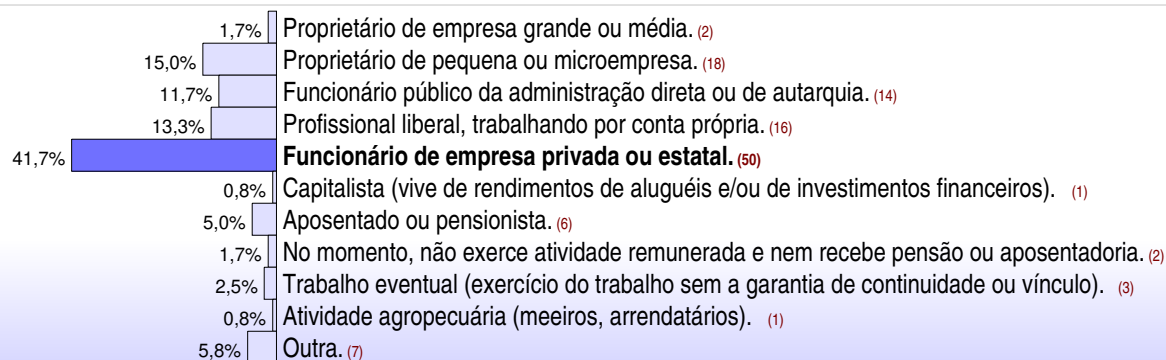 1,7% Proprietário de empresa grande ou média. (2)
15,0% Proprietário de pequena ou microempresa. (18)
11,7% Funcionário público da administração direta ou de autarquia. (14)
13,3% Profissional liberal, trabalhando por conta própria. (16)
41,7% Funcionário de empresa privada ou estatal. (50)
0,8% Capitalista (vive de rendimentos de aluguéis e/ou de investimentos financeiros). (1)
5,0% Aposentado ou pensionista. (6)
1,7% No momento, não exerce atividade remunerada e nem recebe pensão ou aposentadoria. (2)
2,5% Trabalho eventual (exercício do trabalho sem a garantia de continuidade ou vínculo). (3)
0,8% Atividade agropecuária (meeiros, arrendatários). (1)
5,8% Outra. (7)